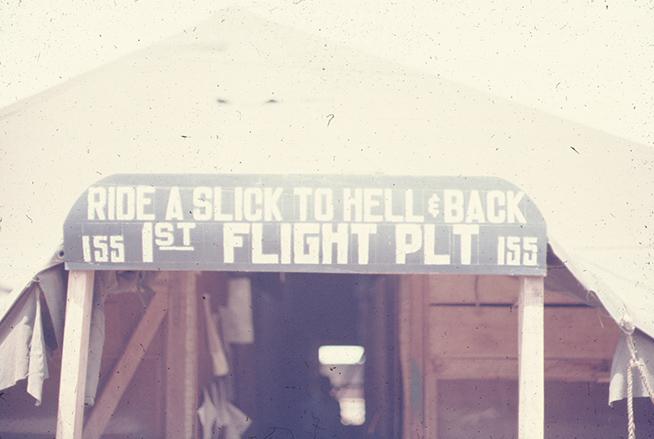 RIDE A SLICK TO HELL & BACK
155 1ST FLIGHT PLT 155